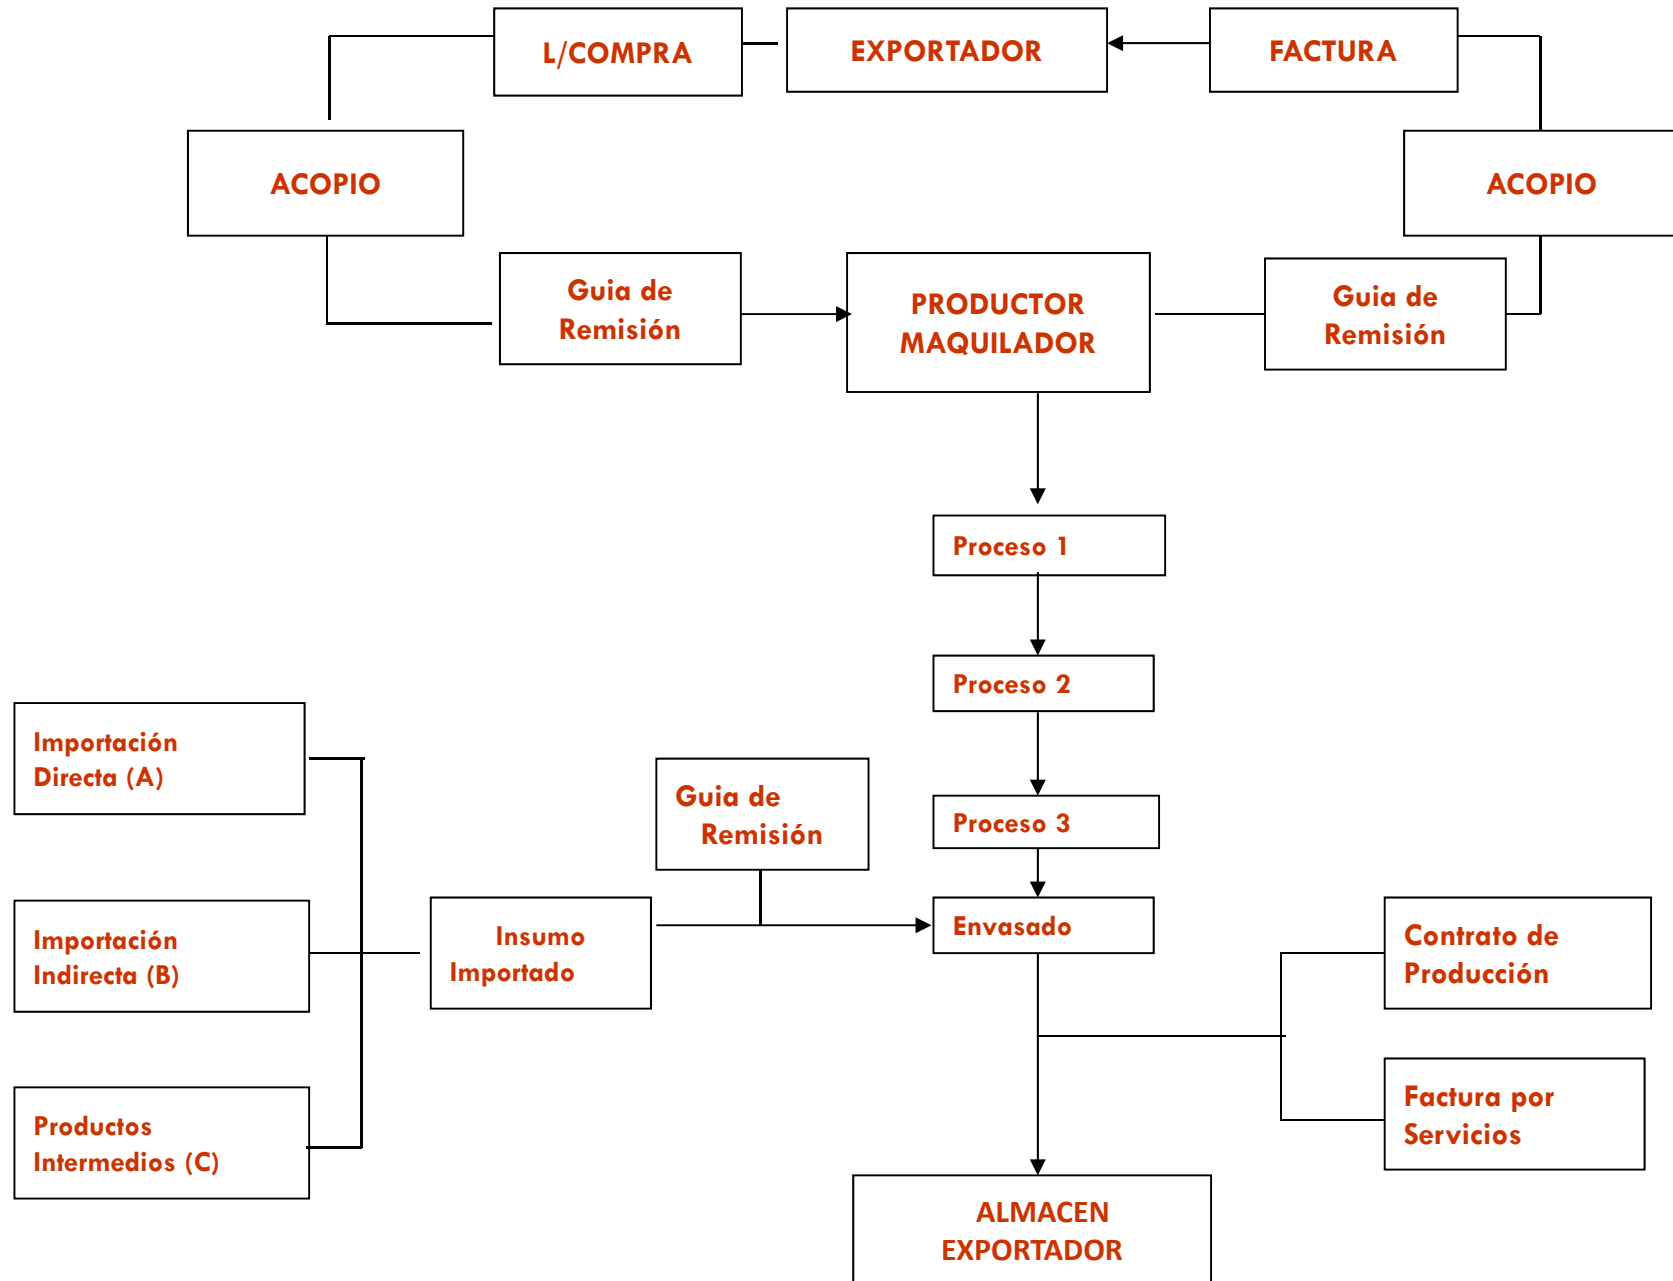 L/COMPRA
EXPORTADOR
FACTURA
ACOPIO
ACOPIO
Guia de
Remisión
PRODUCTOR
MAQUILADOR
Guia de
Remisión
Proceso 1
Proceso 2
Importación
Directa (A)
Guia de
Remisión
Proceso 3
Importación
Indirecta (B)
Insumo
Importado
Envasado
Contrato de
Producción
Productos
Intermedios (C)
Factura por
Servicios
ALMACEN
EXPORTADOR